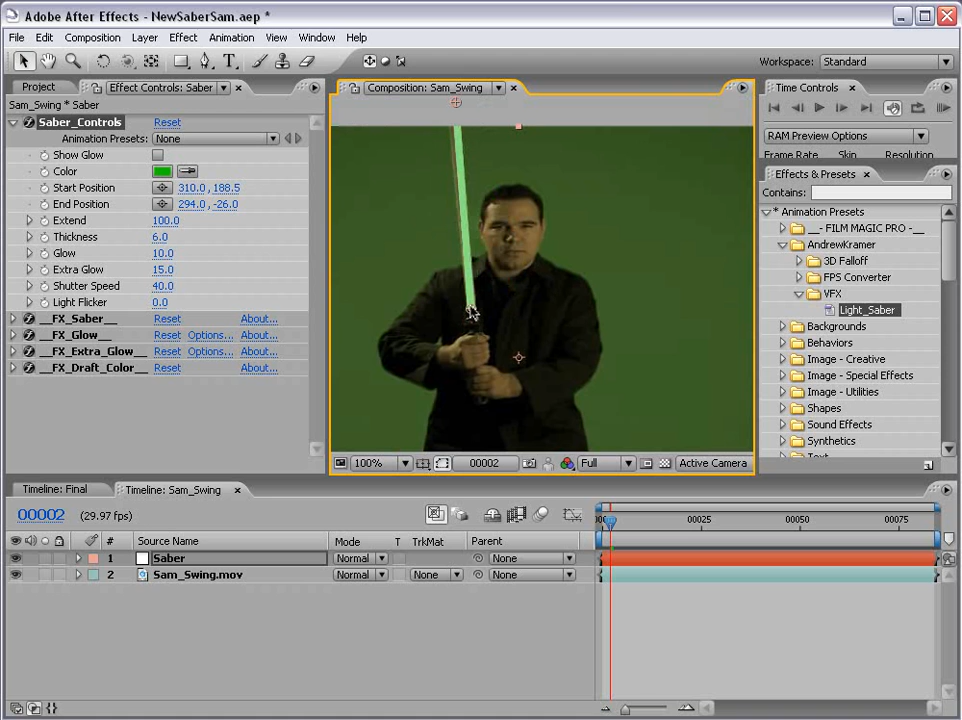 Adobe After Effects - NewSaberSam.aep *
File Edit Composition Layer Effect Animation View Window Help
Workspace: Standard
Project Effect Controls: Saber
Sam_Swing * Saber
Saber_Controls Reset
Animation Presets: None
Show Glow
Color
Start Position 310.0, 188.5
End Position 294.0, -26.0
Extend 100.0
Thickness 6.0
Glow 10.0
Extra Glow 15.0
Shutter Speed 40.0
Light Flicker 0.0
__FX_Saber__ Reset About...
__FX_Glow__ Reset Options... About...
__FX_Extra_Glow__ Reset Options... About...
__FX_Draft_Color__ Reset About...
Composition: Sam_Swing
100% 00002 Full Active Camera
Time Controls
RAM Preview Options
Frame Rate Skip Resolution
Effects & Presets
Contains:
* Animation Presets
__- FILM MAGIC PRO -__
AndrewKramer
3D Falloff
FPS Converter
VFX
Light_Saber
Backgrounds
Behaviors
Image - Creative
Image - Special Effects
Image - Utilities
Shapes
Sound Effects
Synthetics
Text
Timeline: Final Timeline: Sam_Swing
00002 (29.97 fps)
00025 00050 00075
# Source Name Mode T TrkMat Parent
1 Saber Normal None
2 Sam_Swing.mov Normal None None